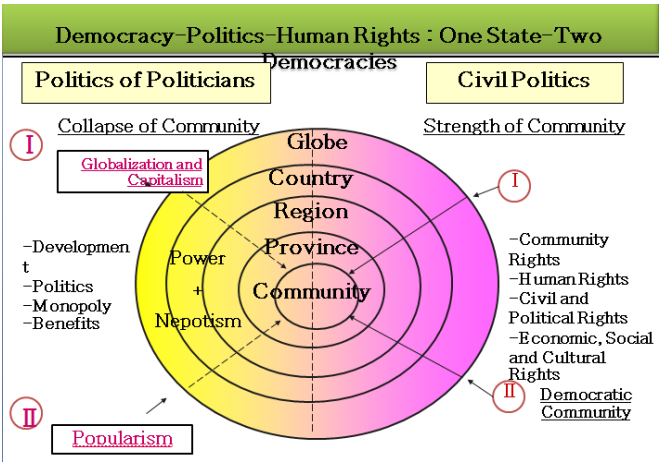 Democracy-Politics-Human Rights : One State-Two
Democracies
Politics of Politicians
Civil Politics
Collapse of Community
Strength of Community
I
Globalization and
Capitalism
Globe
Country
Region
Province
Community
Power
+
Nepotism
-Developmen
t
-Politics
-Monopoly
-Benefits
I
-Community
Rights
-Human Rights
-Civil and
Political Rights
-Economic, Social
and Cultural
Rights
II
Democratic
Community
II
Popularism